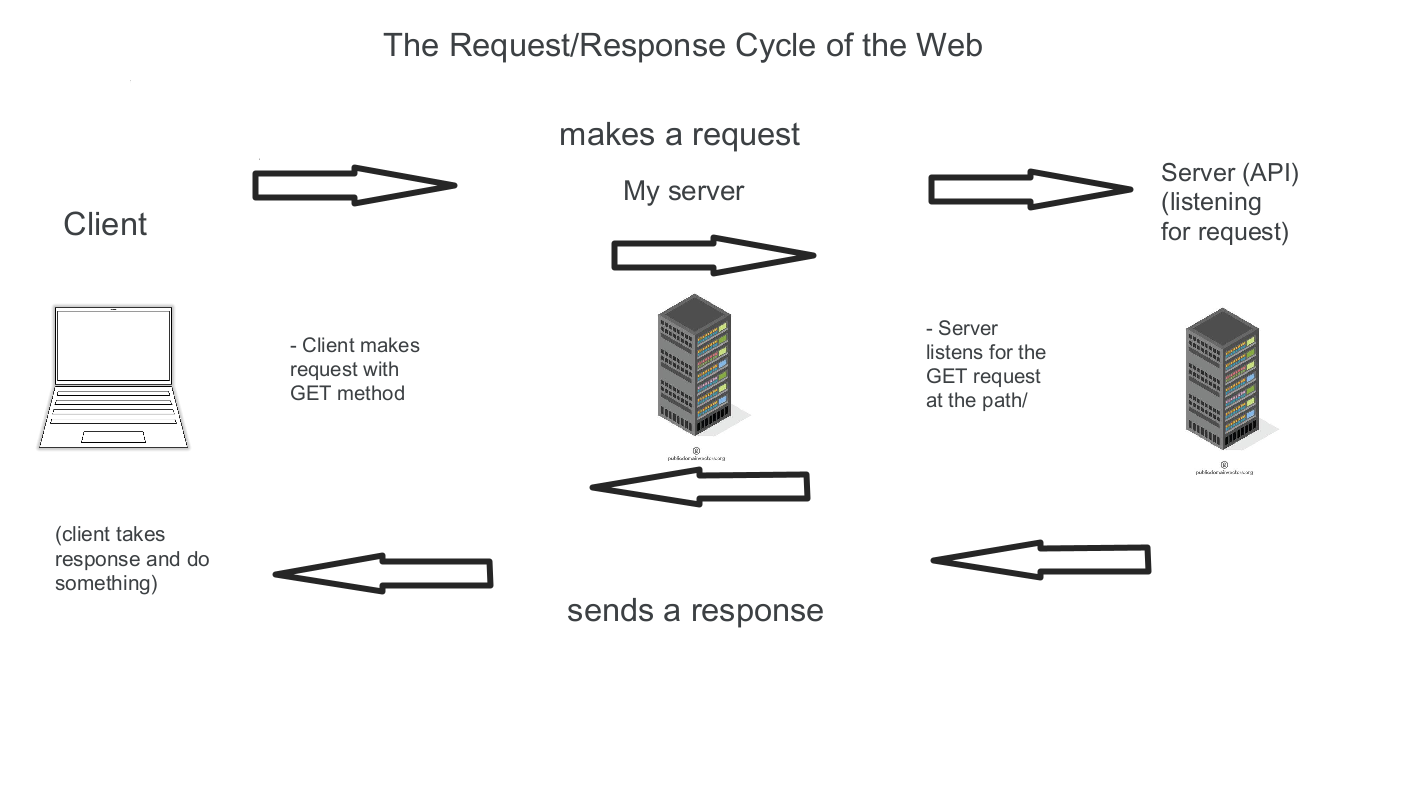 The Request/Response Cycle of the Web
makes a request
My server
Client
Server (API)
(listening
for request)
- Client makes
request with
GET method
- Server
listens for the
GET request
at the path/
publicdomainvectors.org
publicdomainvectors.org
(client takes
response and do
something)
sends a response